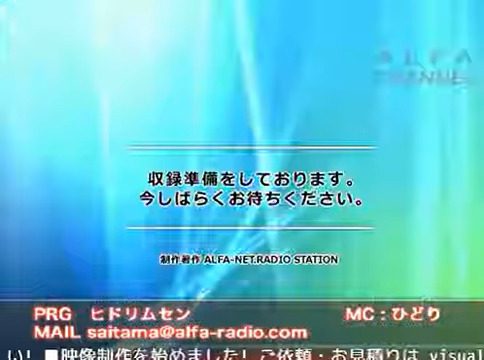 ALFA
CHANNEL
収録準備をしております。
今しばらくお待ちください。
制作著作 ALFA-NET.RADIO STATION
PRG ヒドリムセン MC：ひどり
MAIL saitama@alfa-radio.com
い! ■映像制作を始めました! ご依頼・お見積りは visual